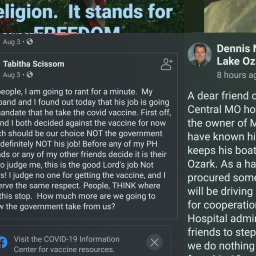 eligion. It stands for
FREEDOM
Aug 3 ·
Tabitha Scissom
Aug 3 ·
people, I am going to rant for a minute. My
band and I found out today that his job is going
mandate that he take the covid vaccine. First off,
and I both decided against the vaccine for now
ch should be our choice NOT the government
definitely NOT his job! Before any of my PH
nds or any of my other friends decide it is their
to judge me, this is the good Lord's job Not
rs! I judge no one for getting the vaccine, and I
erve the same respect. People, THINK where
this stop. How much more are we going to
w the government take from us?
Visit the COVID-19 Information
Center for vaccine resources.
Dennis N
Lake Oz
8 hours ag
A dear friend o
Central MO ho
the owner of M
have known hi
keeps his boat
Ozark. As a ha
procured some
will be driving
for cooperation
Hospital admir
friends to step
we do nothing